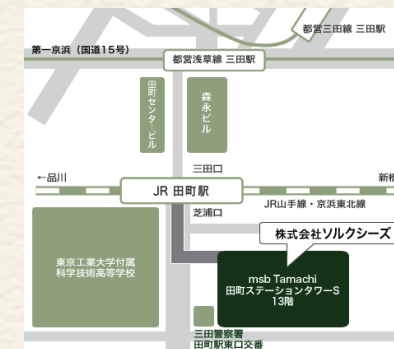 都営三田線 三田駅
第一京浜（国道15号）
都営浅草線 三田駅
田町センタービル
森永ビル
三田口
←品川
新橋
JR 田町駅
芝浦口
JR山手線・京浜東北線
株式会社ソルクシーズ
東京工業大学付属
科学技術高等学校
msb Tamachi
田町ステーションタワーS
13階
三田警察署
田町駅東口交番